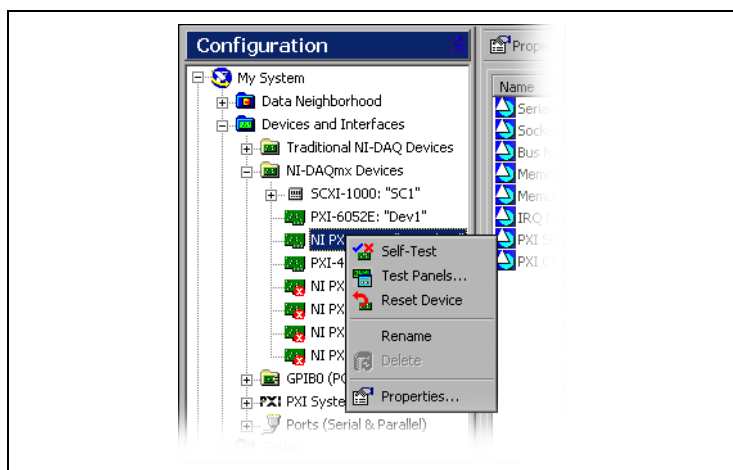 Configuration
My System
Data Neighborhood
Devices and Interfaces
Traditional NI-DAQ Devices
NI-DAQmx Devices
SCXI-1000: "SC1"
PXI-6052E: "Dev1"
NI PX
PXI-4
NI PX
NI PX
NI PX
NI PX
GPIB0 (PC
PXI PXI Syste
Ports (Serial & Parallel)
Self-Test
Test Panels...
Reset Device
Rename
Delete
Properties...
Prope
Name
Serial
Socke
Bus N
Memo
Memo
IRQ L
PXI
PXI